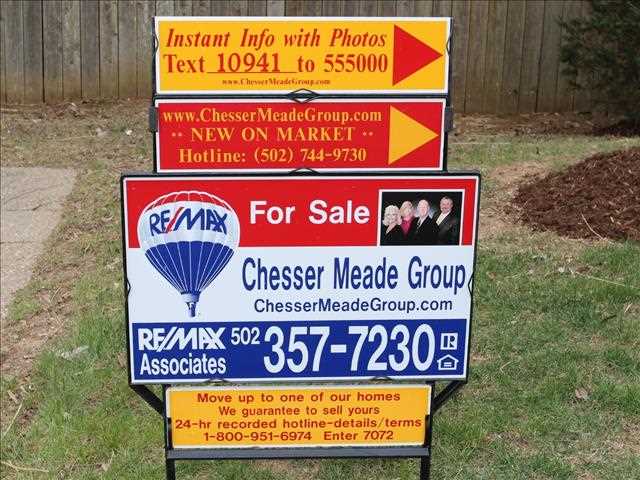 Instant Info with Photos
Text 10941 to 555000
www.ChesserMeadeGroup.com
www.ChesserMeadeGroup.com
** NEW ON MARKET **
Hotline: (502) 744-9730
RE/MAX
For Sale
Chesser Meade Group
ChesserMeadeGroup.com
RE/MAX 502 357-7230
Associates
Move up to one of our homes
We guarantee to sell yours
24-hr recorded hotline-details/terms
1-800-951-6974 Enter 7072